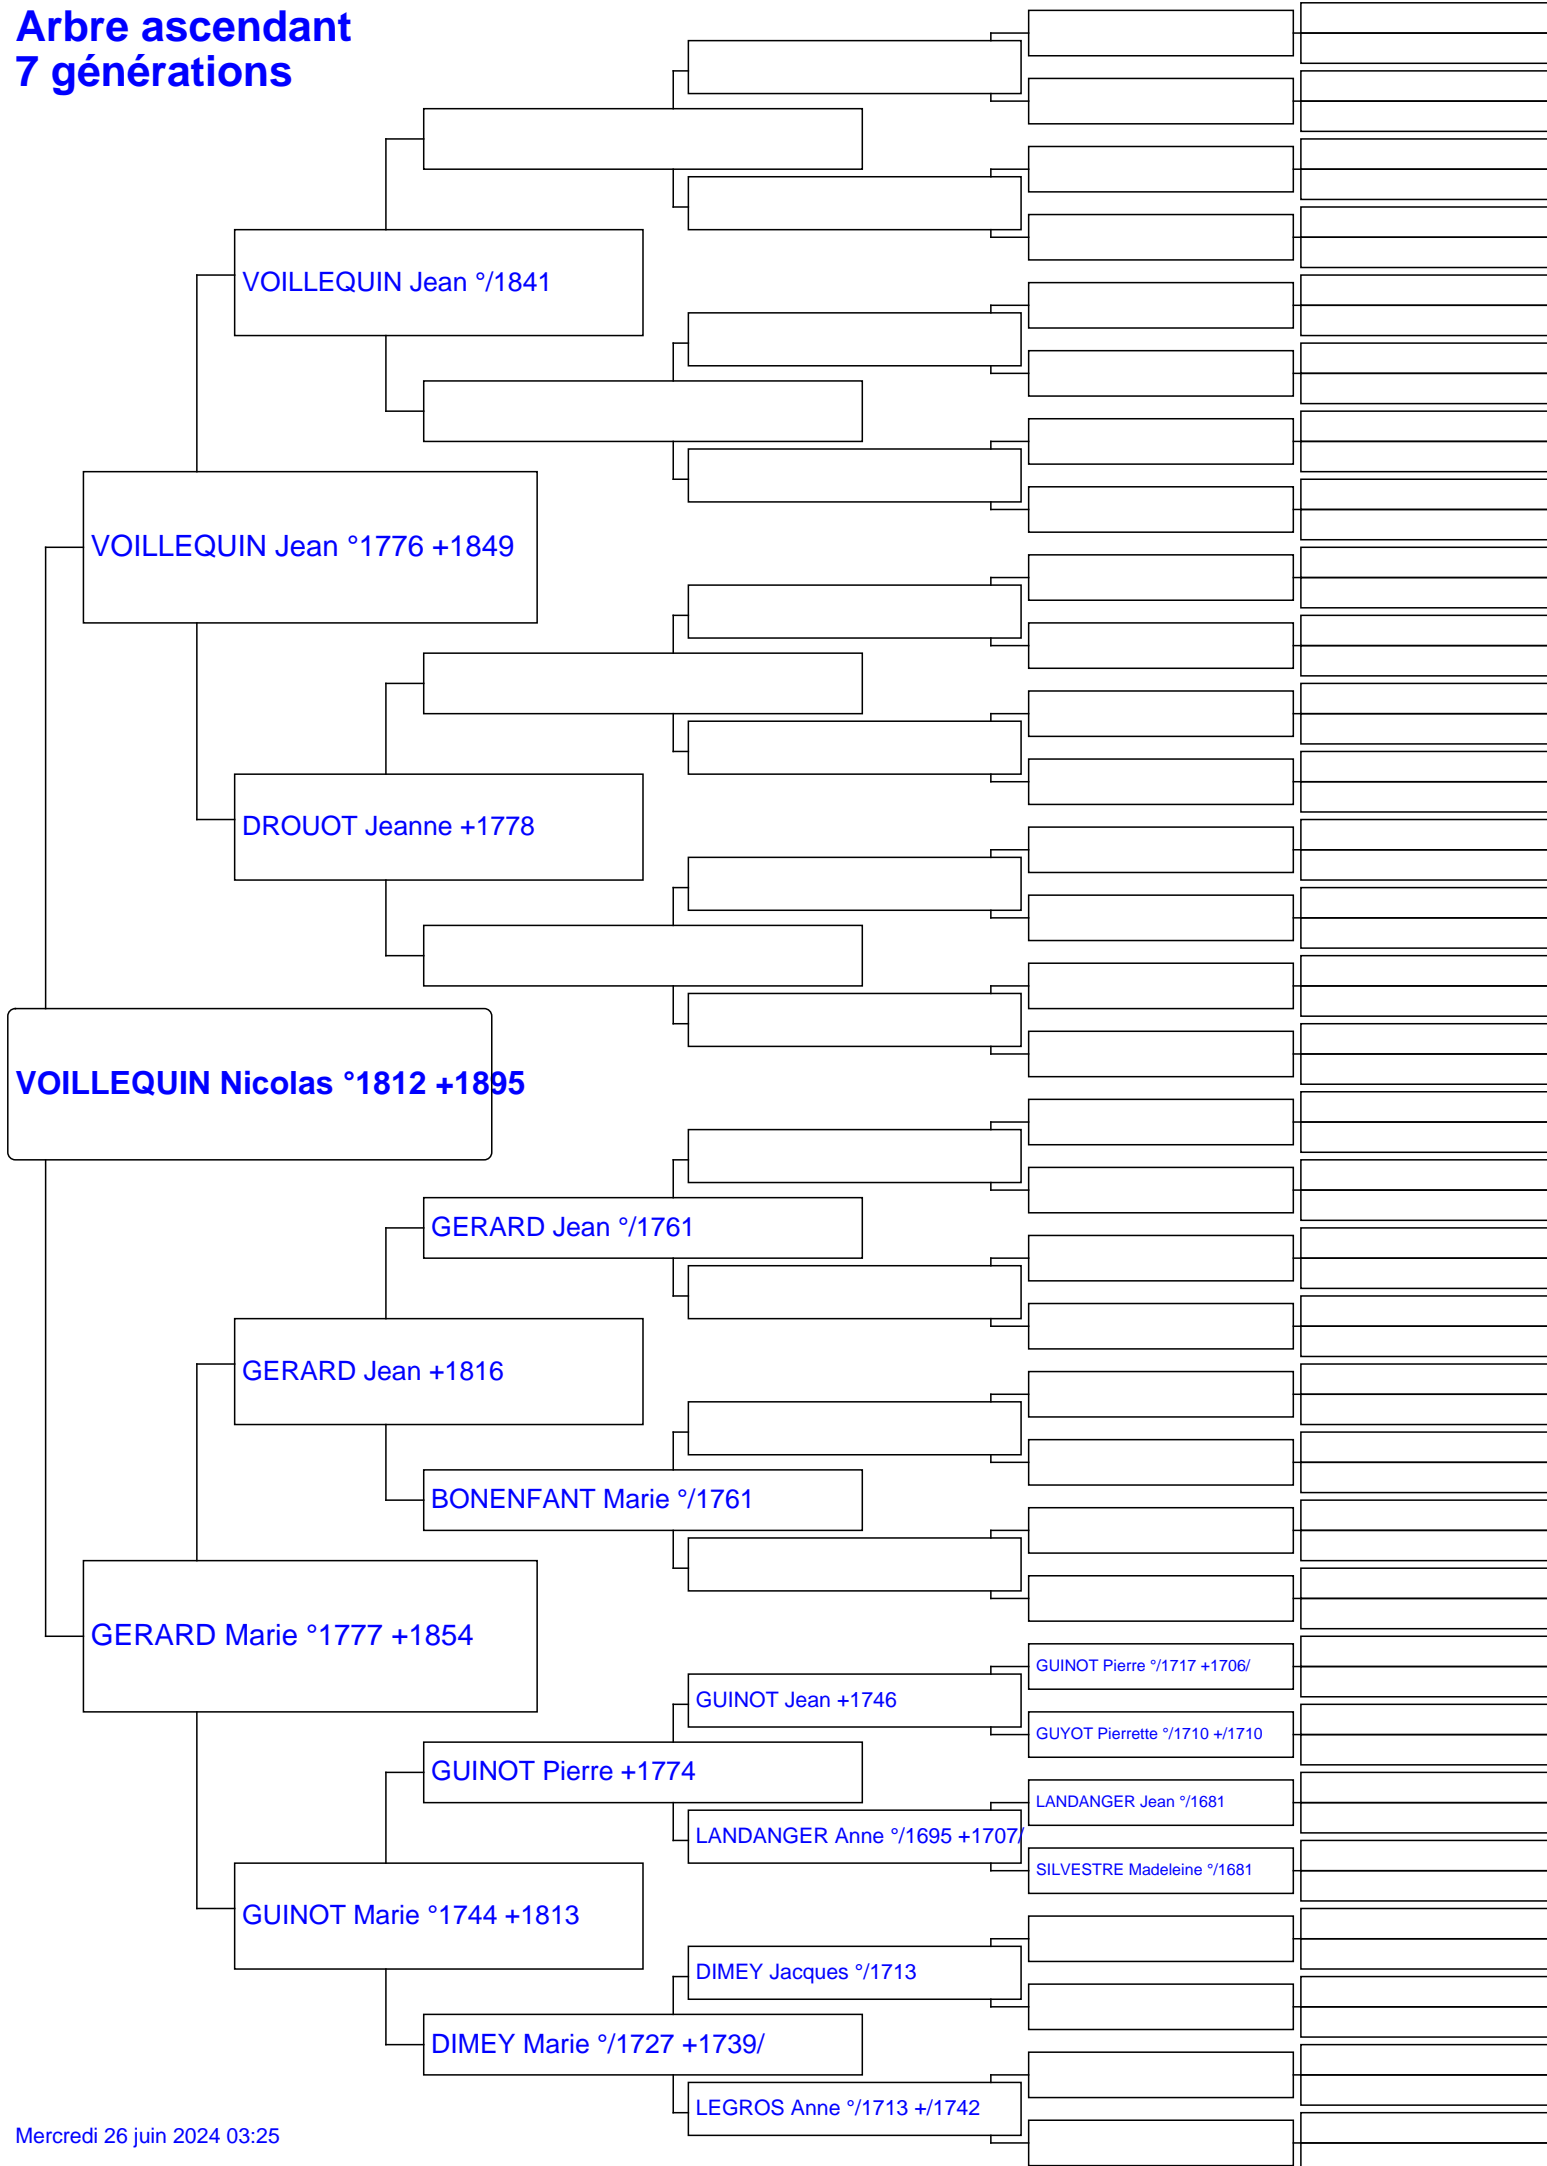 Arbre ascendant
7 générations
VOILLEQUIN Jean °/1841
VOILLEQUIN Jean °1776 +1849
DROUOT Jeanne +1778
VOILLEQUIN Nicolas °1812 +1895
GERARD Jean °/1761
GERARD Jean +1816
BONENFANT Marie °/1761
GERARD Marie °1777 +1854
GUINOT Pierre °/1717 +1706/
GUINOT Jean +1746
GUYOT Pierrette °/1710 +/1710
GUINOT Pierre +1774
LANDANGER Jean °/1681
LANDANGER Anne °/1695 +1707/
SILVESTRE Madeleine °/1681
GUINOT Marie °1744 +1813
DIMEY Jacques °/1713
DIMEY Marie °/1727 +1739/
LEGROS Anne °/1713 +/1742
Mercredi 26 juin 2024 03:25